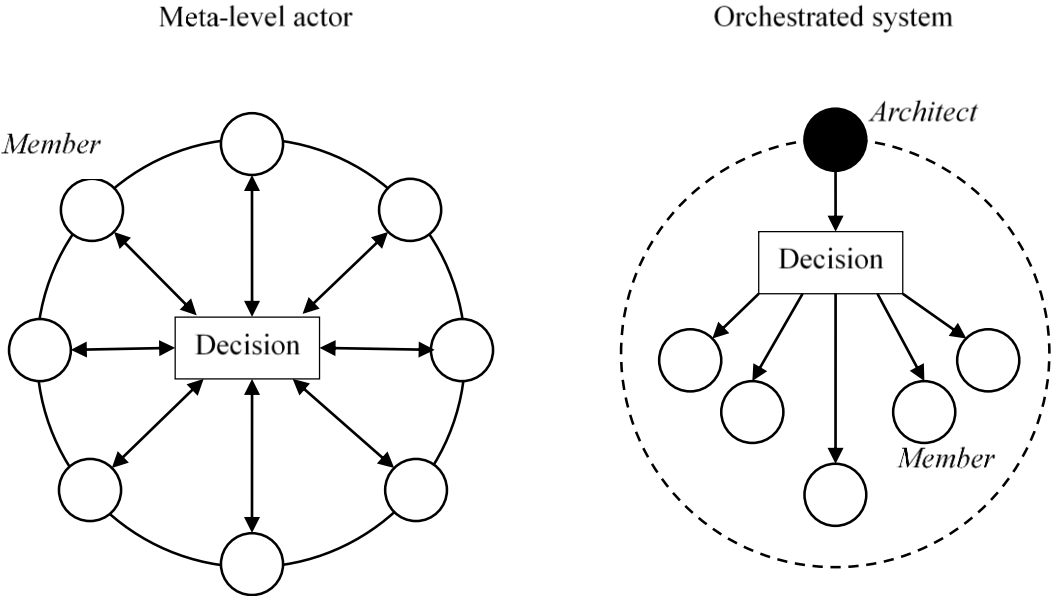 Meta-level actor
Orchestrated system
Architect
Member
Decision
Decision
Member